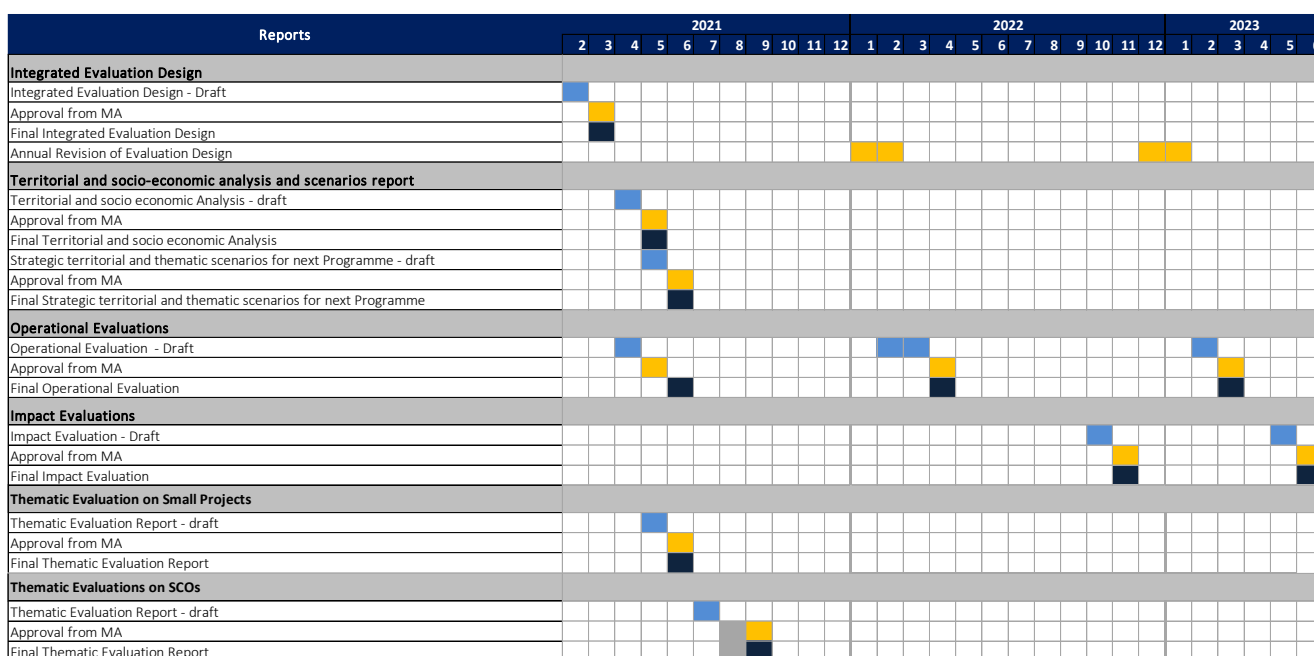 Reports 2021 2022 2023
2 3 4 5 6 7 8 9 10 11 12 1 2 3 4 5 6 7 8 9 10 11 12 1 2 3 4 5
Integrated Evaluation Design
Integrated Evaluation Design - Draft
Approval from MA
Final Integrated Evaluation Design
Annual Revision of Evaluation Design
Territorial and socio-economic analysis and scenarios report
Territorial and socio economic Analysis - draft
Approval from MA
Final Territorial and socio economic Analysis
Strategic territorial and thematic scenarios for next Programme - draft
Approval from MA
Final Strategic territorial and thematic scenarios for next Programme
Operational Evaluations
Operational Evaluation - Draft
Approval from MA
Final Operational Evaluation
Impact Evaluations
Impact Evaluation - Draft
Approval from MA
Final Impact Evaluation
Thematic Evaluation on Small Projects
Thematic Evaluation Report - draft
Approval from MA
Final Thematic Evaluation Report
Thematic Evaluations on SCOs
Thematic Evaluation Report - draft
Approval from MA
Final Thematic Evaluation Report